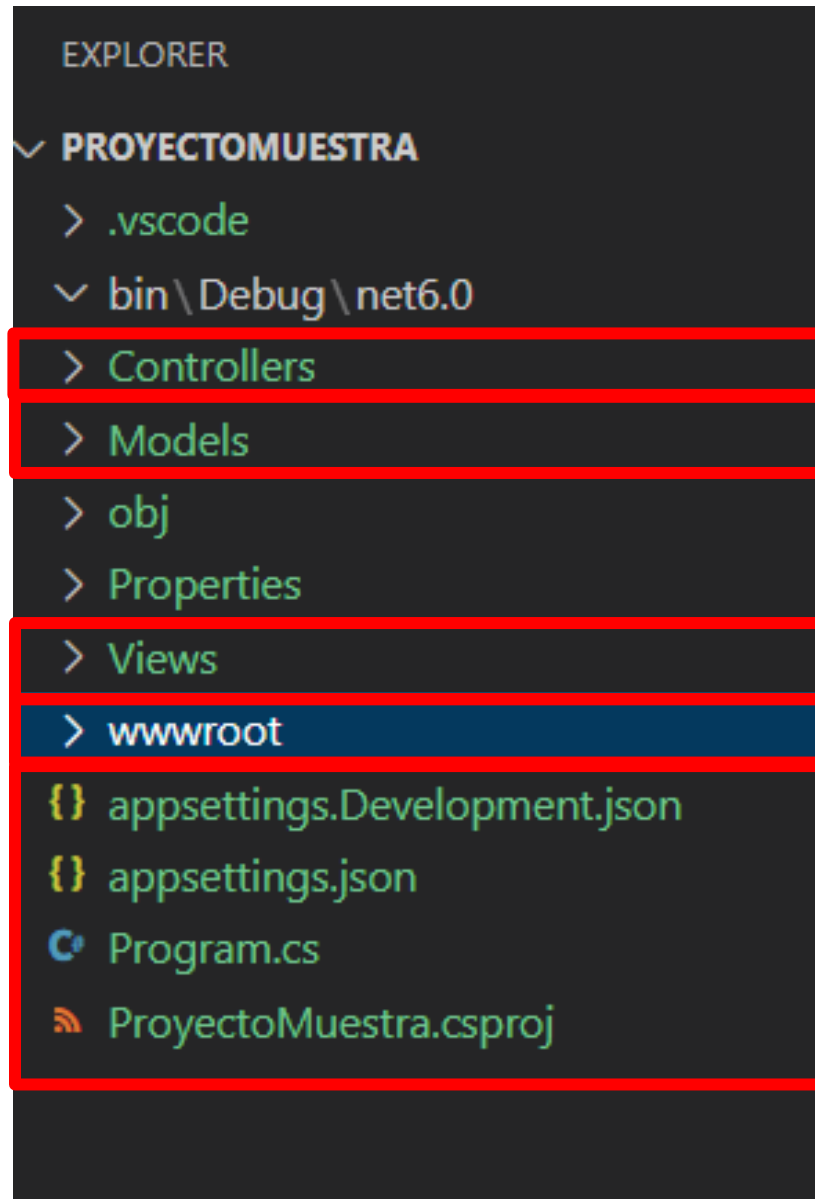 EXPLORER
PROYECTOMUESTRA
.vscode
bin\Debug\net6.0
Controllers
Models
obj
Properties
Views
wwwroot
{} appsettings.Development.json
{} appsettings.json
C# Program.cs
ProyectoMuestra.csproj